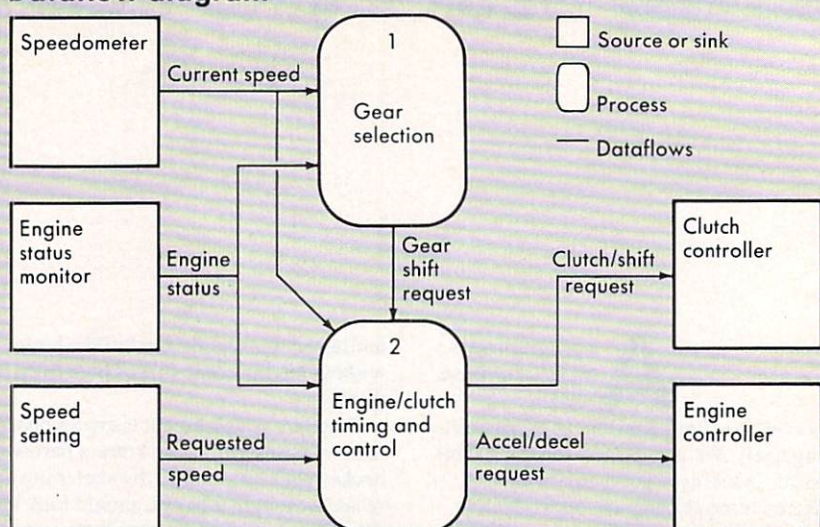 Speedometer
Current speed
1
Gear
selection
Source or sink
Process
Dataflows
Engine
status
monitor
Engine
status
Gear
shift
request
Clutch/shift
request
Clutch
controller
2
Engine/clutch
timing and
control
Speed
setting
Requested
speed
Accel/decel
request
Engine
controller